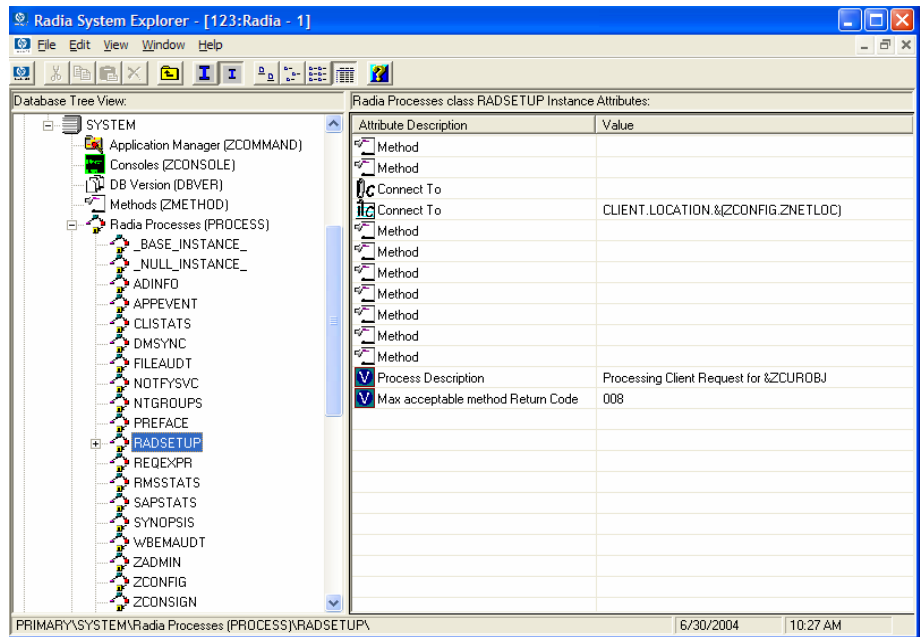 Radia System Explorer - [123:Radia - 1]
File Edit View Window Help
Database Tree View:
Radia Processes class RADSETUP Instance Attributes:
SYSTEM
Application Manager (ZCOMMAND)
Consoles (ZCONSOLE)
DB Version (DBVER)
Methods (ZMETHOD)
Radia Processes (PROCESS)
_BASE_INSTANCE_
_NULL_INSTANCE_
ADINFO
APPEVENT
CLISTATS
DMSYNC
FILEAUDT
NOTFYSVC
NTGROUPS
PREFACE
RADSETUP
REQEXPR
RMSSTATS
SAPSTATS
SYNOPSIS
WBEMAUDT
ZADMIN
ZCONFIG
ZCONSIGN
Attribute Description Value
Method
Method
Connect To
Connect To CLIENT.LOCATION.&(ZCONFIG.ZNETLOC)
Method
Method
Method
Method
Method
Method
Method
Process Description Processing Client Request for &ZCUROBJ
Max acceptable method Return Code 008
PRIMARY\SYSTEM\Radia Processes (PROCESS)\RADSETUP\ 6/30/2004 10:27 AM